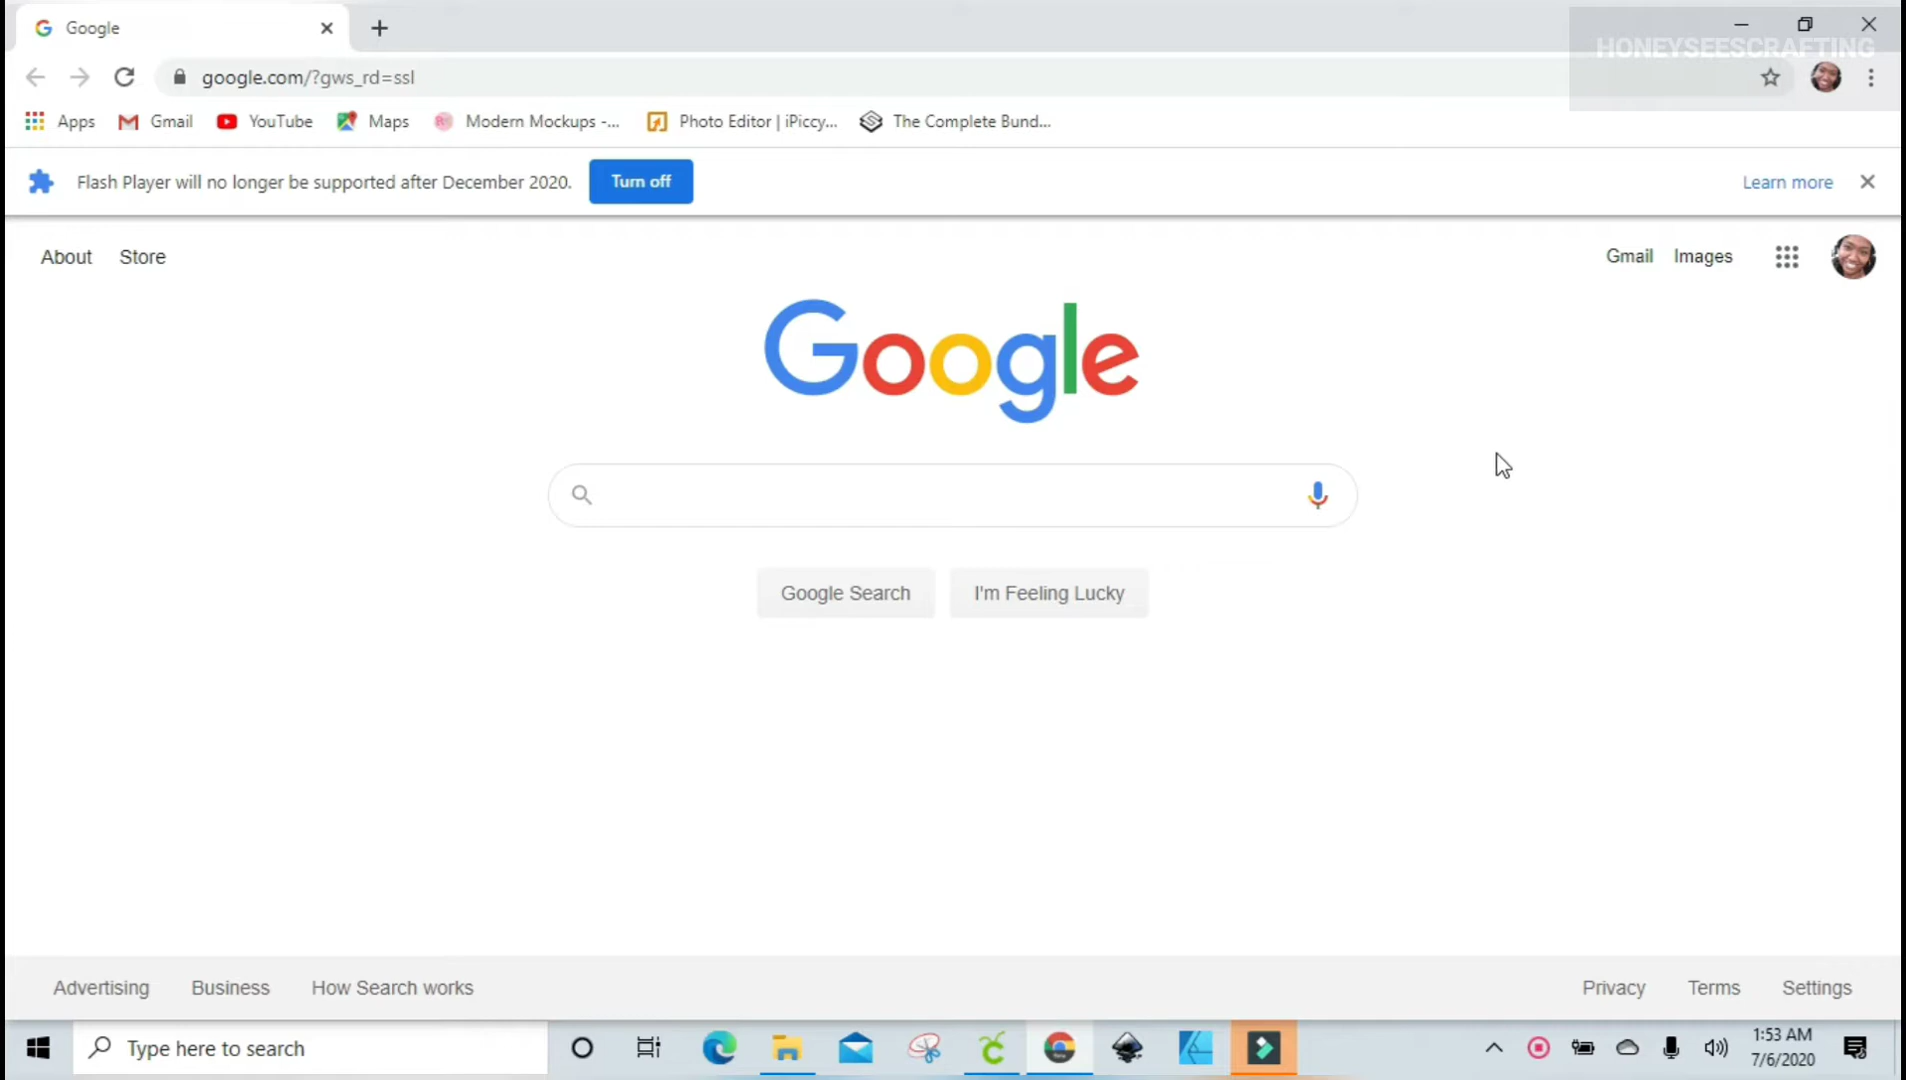 Google
HONEYSEESCRAFTING
google.com/?gws_rd=ssl
Apps Gmail YouTube Maps Modern Mockups -... Photo Editor | iPiccy... The Complete Bund...
Flash Player will no longer be supported after December 2020. Turn off Learn more
About Store Gmail Images
Google
Google Search I'm Feeling Lucky
Advertising Business How Search works Privacy Terms Settings
Type here to search
1:53 AM
7/6/2020